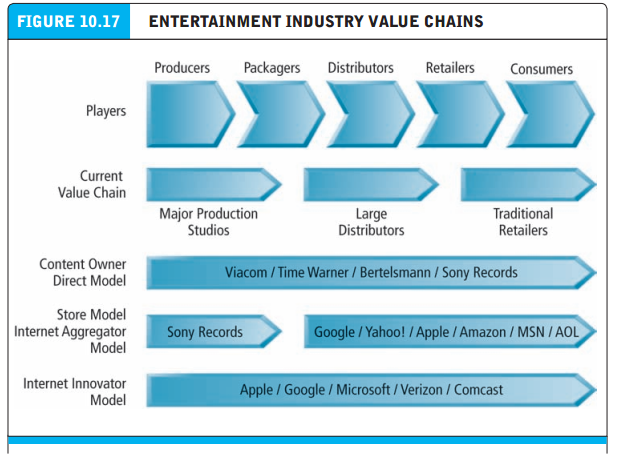 FIGURE 10.17 ENTERTAINMENT INDUSTRY VALUE CHAINS
Producers Packagers Distributors Retailers Consumers
Players
Current
Value Chain
Major Production
Studios
Large
Distributors
Traditional
Retailers
Content Owner
Direct Model
Viacom / Time Warner / Bertelsmann / Sony Records
Store Model
Internet Aggregator
Model
Sony Records
Google / Yahoo! / Apple / Amazon / MSN / AOL
Internet Innovator
Model
Apple / Google / Microsoft / Verizon / Comcast